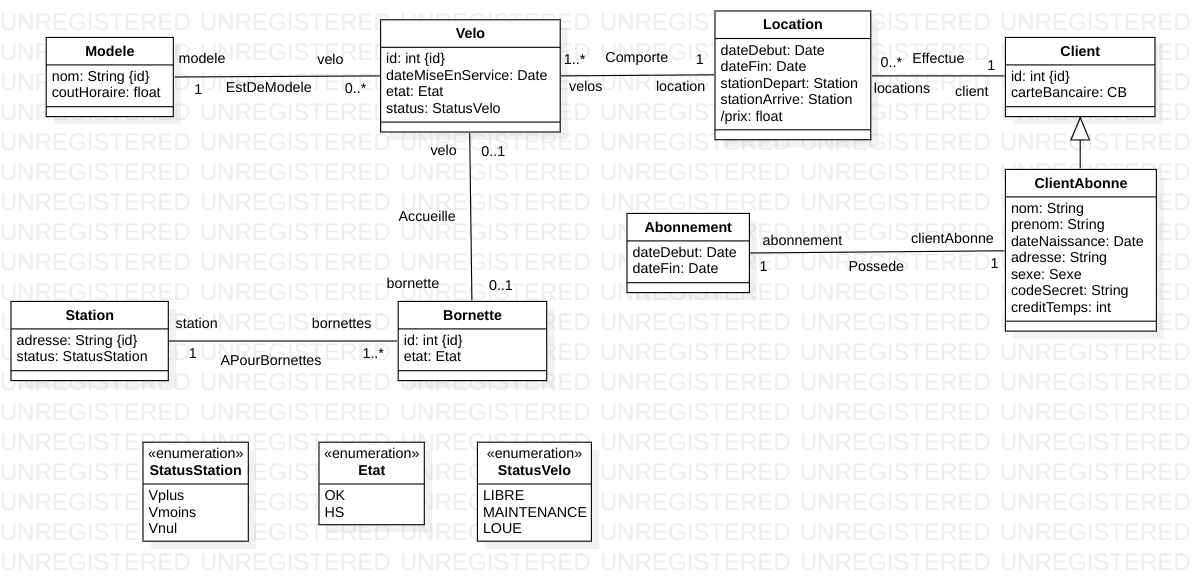 Modele
nom: String {id}
coutHoraire: float
modele
velo
1
EstDeModele
0..*
Velo
id: int {id}
dateMiseEnService: Date
etat: Etat
status: StatusVelo
1..*
Comporte
1
velos
location
Location
dateDebut: Date
dateFin: Date
stationDepart: Station
stationArrive: Station
/prix: float
0..*
Effectue
1
locations
client
Client
id: int {id}
carteBancaire: CB
velo
0..1
Accueille
bornette
0..1
ClientAbonne
nom: String
prenom: String
dateNaissance: Date
adresse: String
sexe: Sexe
codeSecret: String
creditTemps: int
Abonnement
dateDebut: Date
dateFin: Date
abonnement
clientAbonne
1
Possede
1
Station
adresse: String {id}
status: StatusStation
station
bornettes
1
APourBornettes
1..*
Bornette
id: int {id}
etat: Etat
«enumeration»
StatusStation
Vplus
Vmoins
Vnul
«enumeration»
Etat
OK
HS
«enumeration»
StatusVelo
LIBRE
MAINTENANCE
LOUE
UNREGISTERED